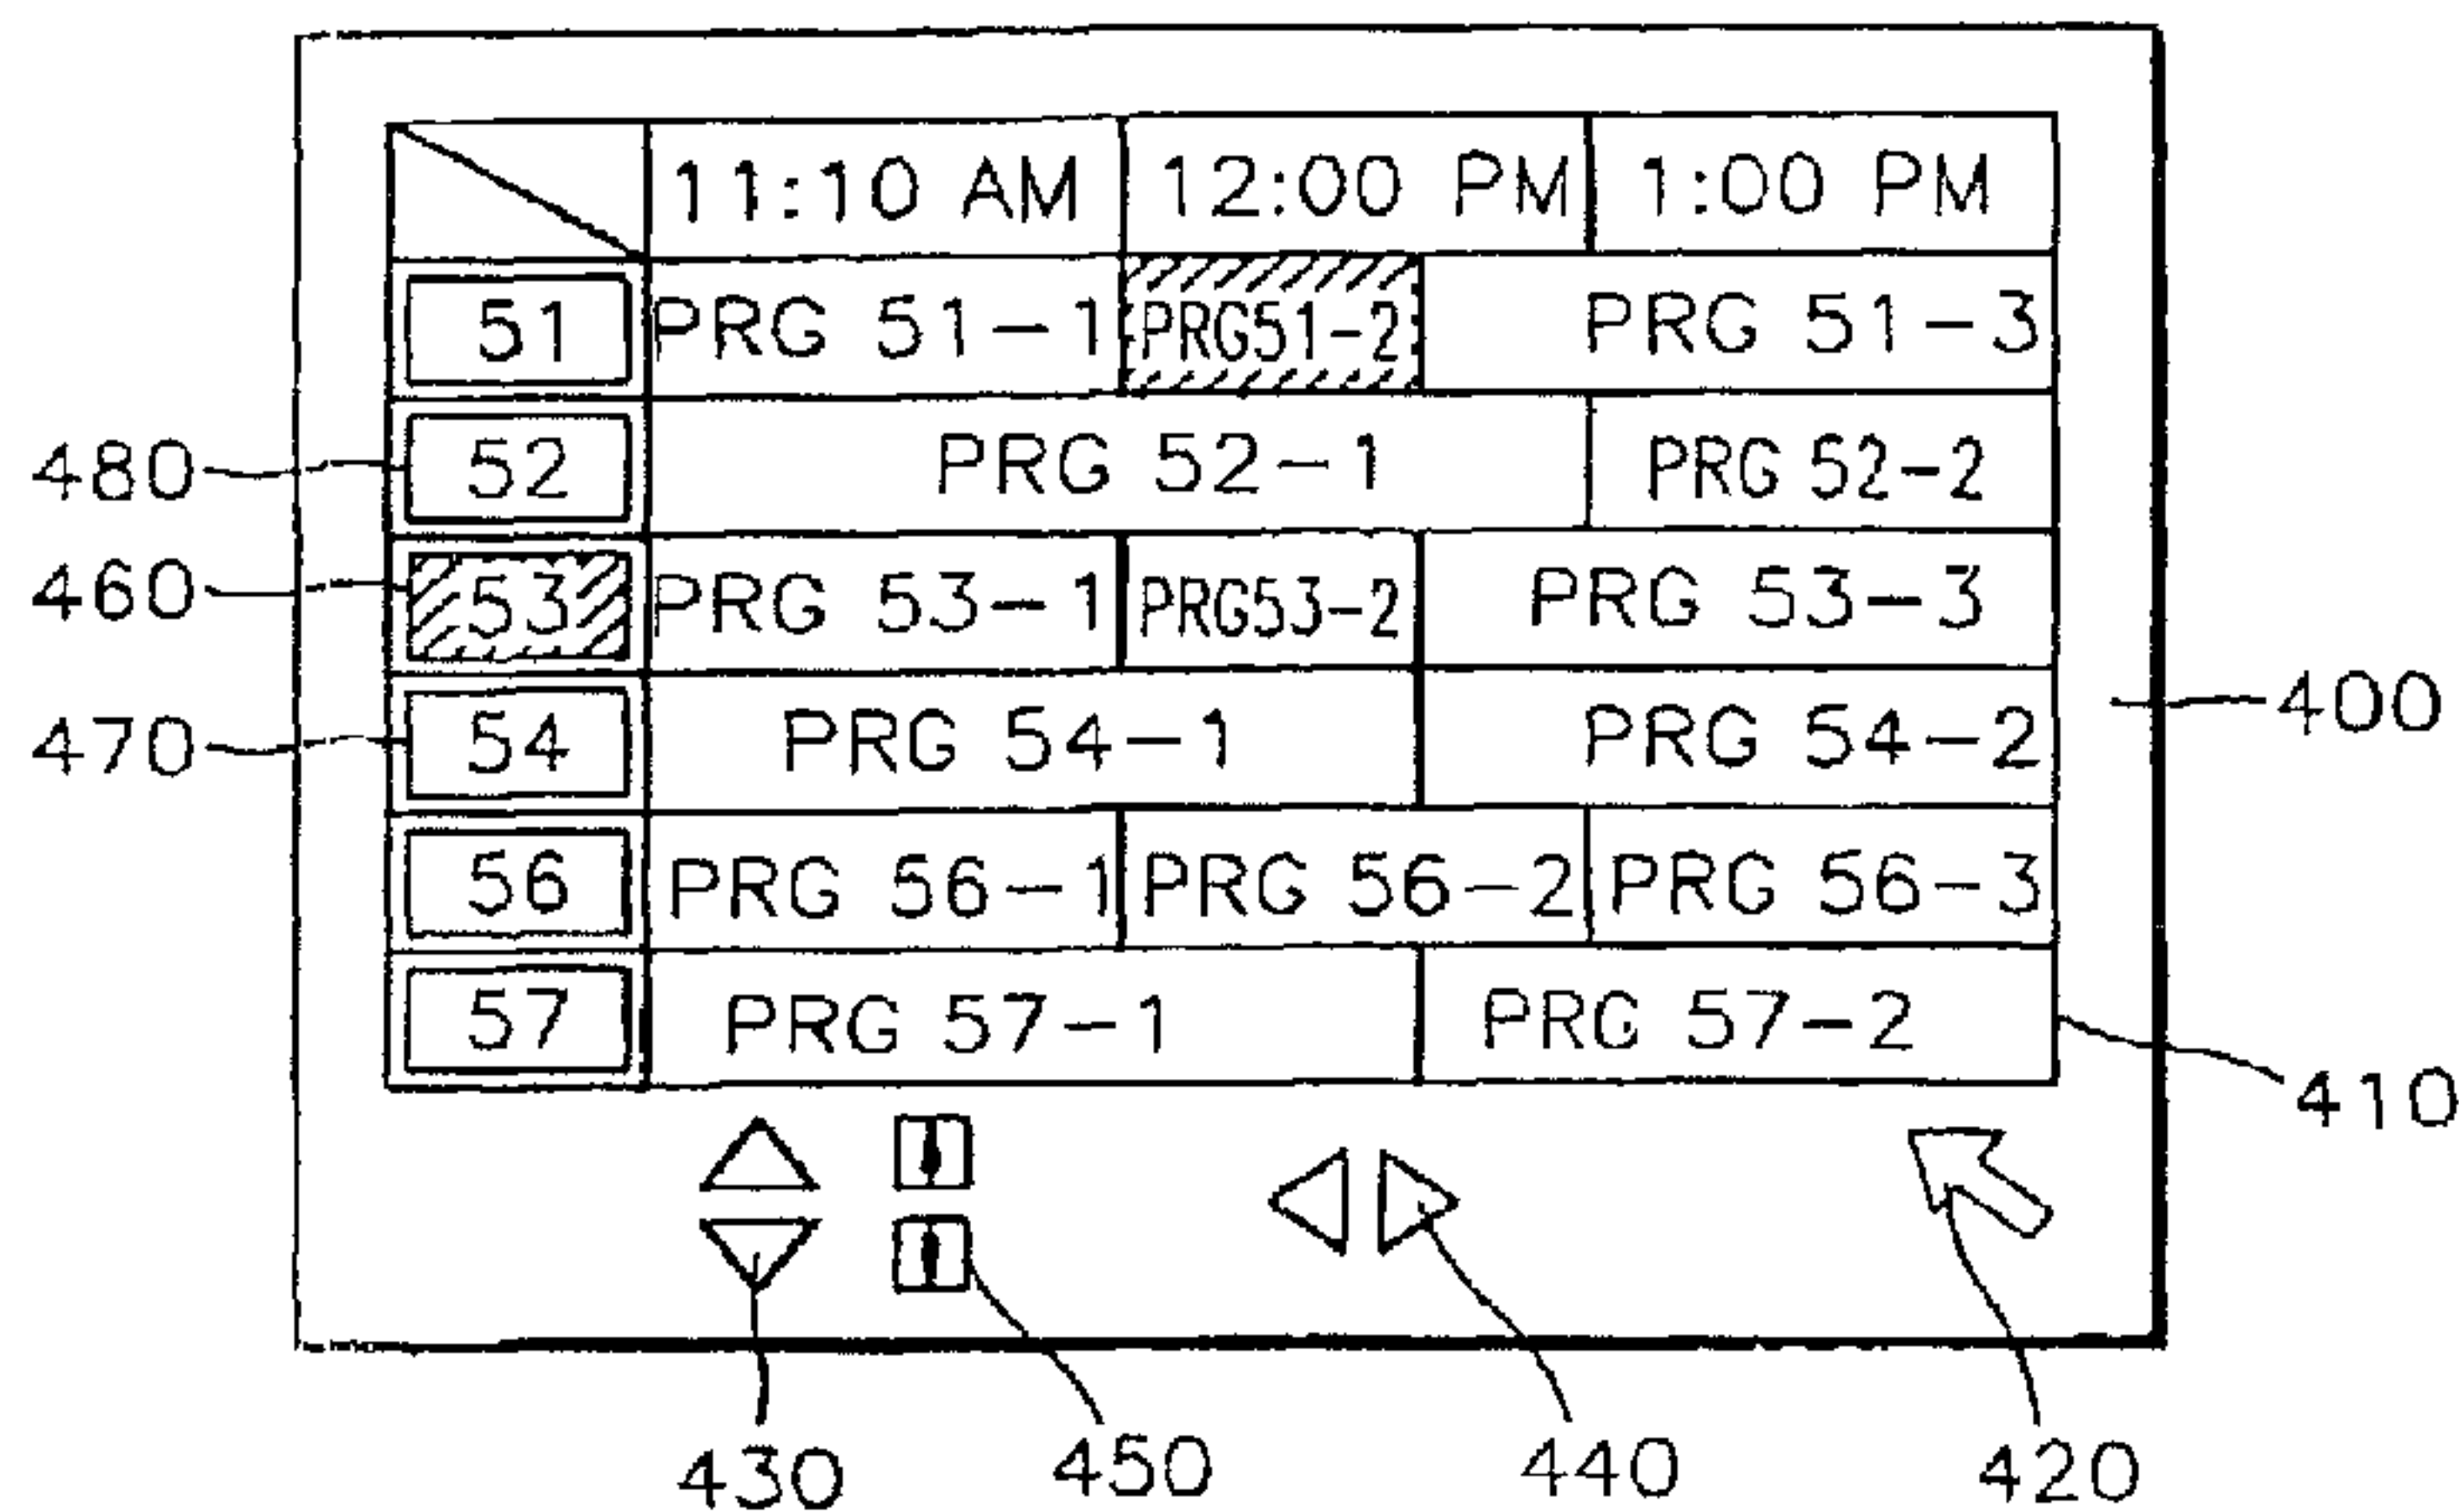 11:10 AM 12:00 PM 1:00 PM
51 PRG 51-1 PRG51-2 PRG 51-3
480 52 PRG 52-1 PRG 52-2
460 53 PRG 53-1 PRG53-2 PRG 53-3
400
470 54 PRG 54-1 PRG 54-2
56 PRG 56-1 PRG 56-2 PRG 56-3
57 PRG 57-1 PRG 57-2
410
430 450 440 420